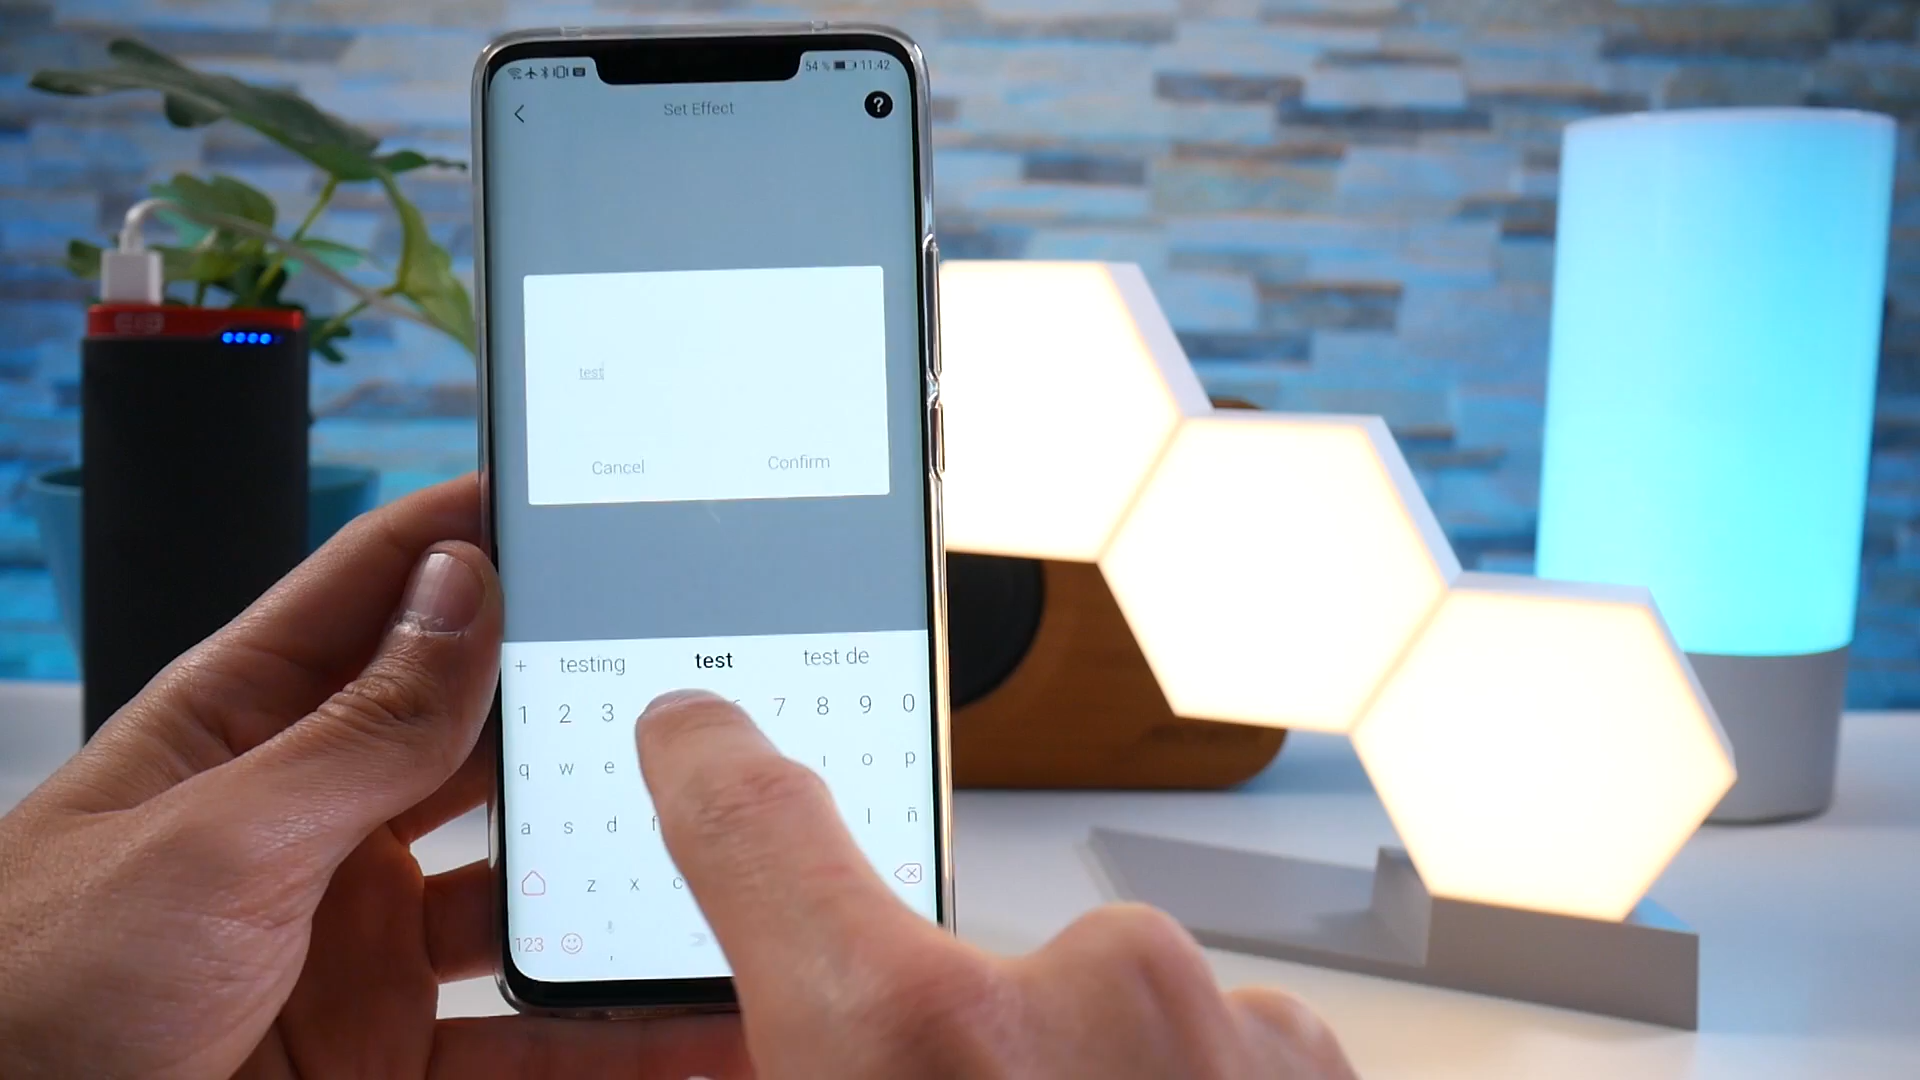 54 % 11:42
Set Effect ?
test
Cancel Confirm
+ testing test test de
1 2 3 7 8 9 0
q w e o p
a s d f l ñ
z x c
123 ,